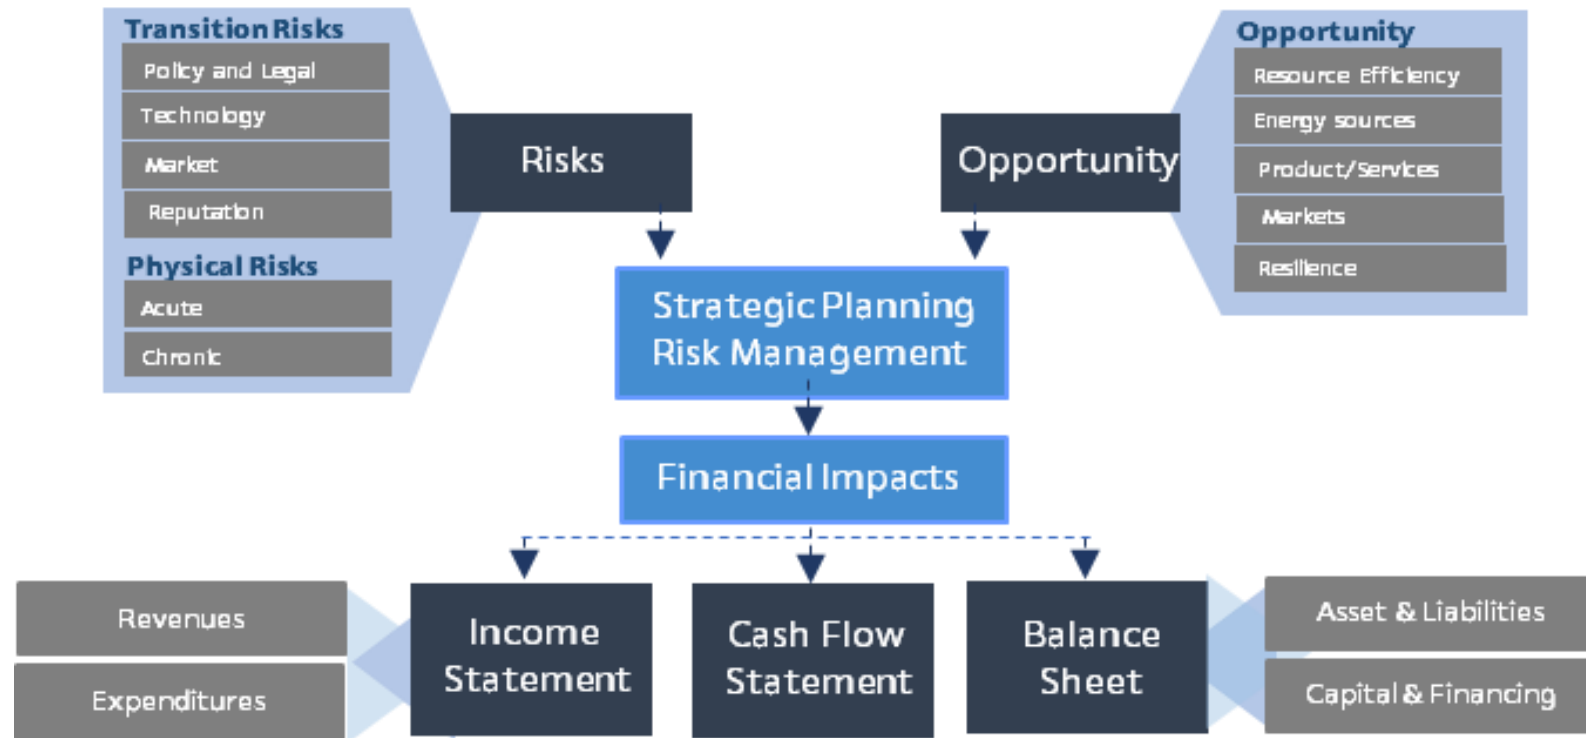 Transition Risks
Policy and Legal
Technology
Market
Reputation
Physical Risks
Acute
Chronic
Risks
Opportunity
Opportunity
Resource Efficiency
Energy sources
Product/Services
Markets
Resilience
Strategic Planning
Risk Management
Financial Impacts
Revenues
Expenditures
Income
Statement
Cash Flow
Statement
Balance
Sheet
Asset & Liabilities
Capital & Financing